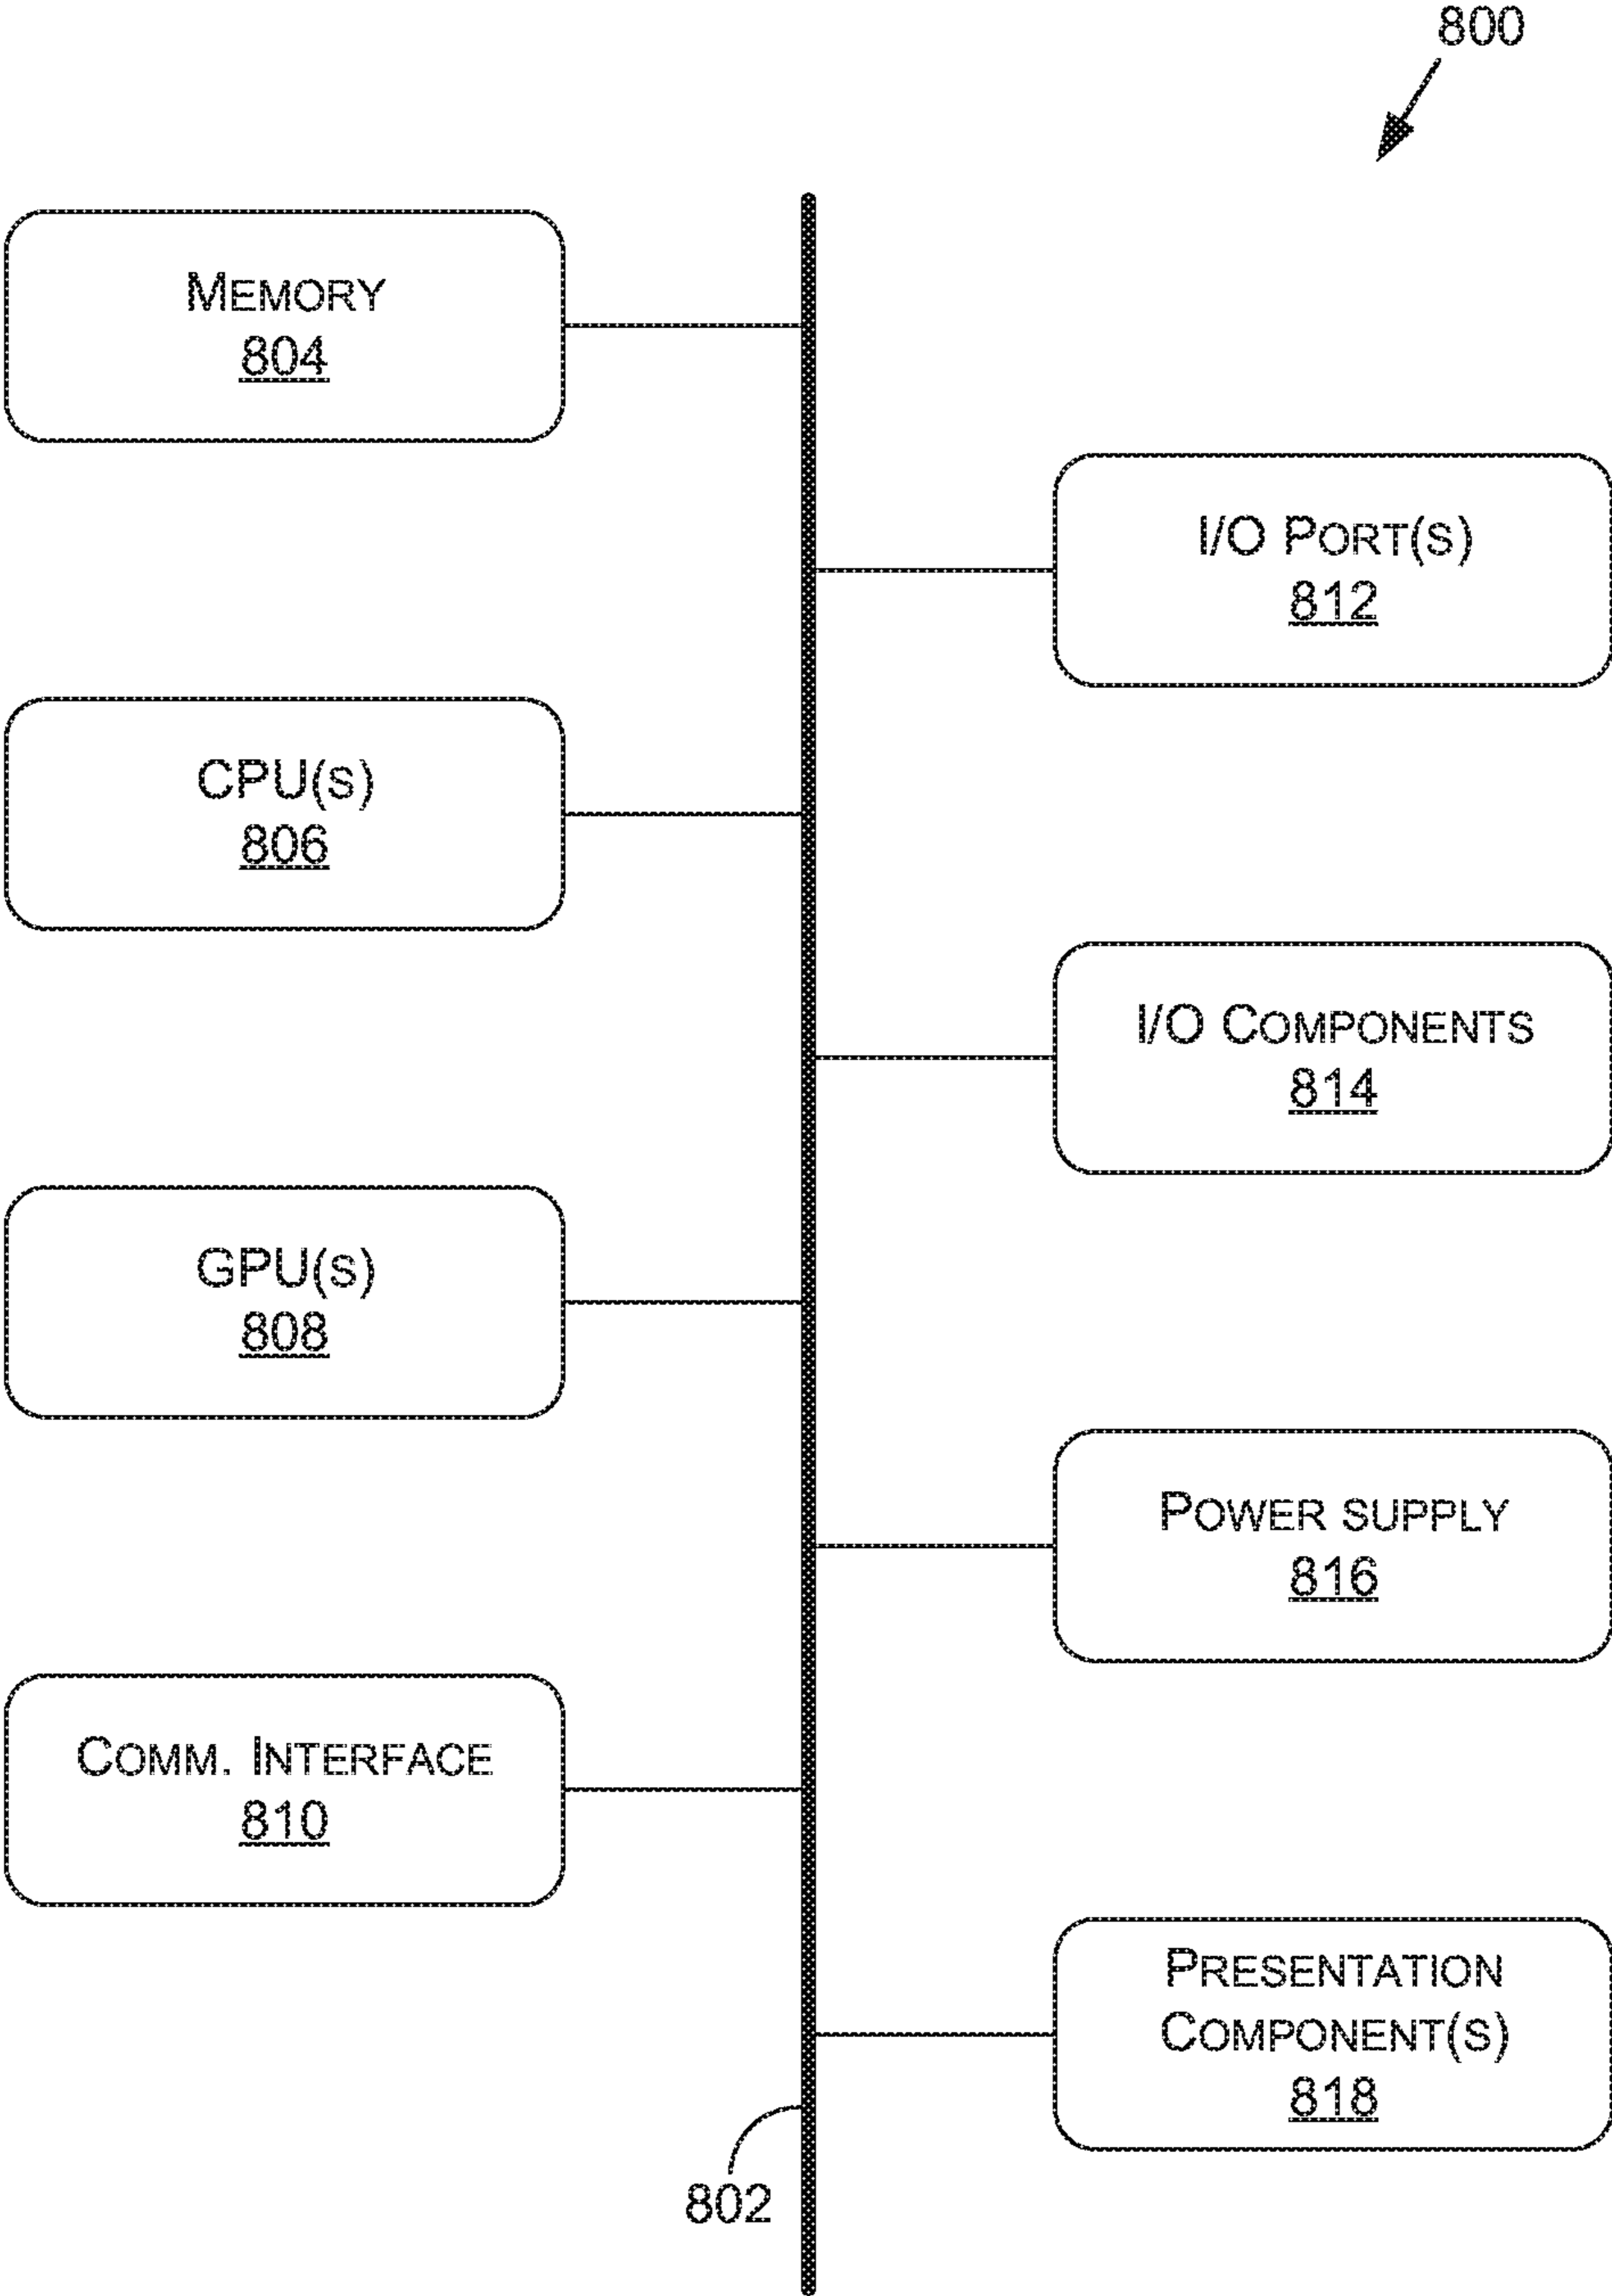 800
MEMORY
804
I/O PORT(S)
812
CPU(S)
806
I/O COMPONENTS
814
GPU(S)
808
POWER SUPPLY
816
COMM. INTERFACE
810
PRESENTATION
COMPONENT(S)
818
802